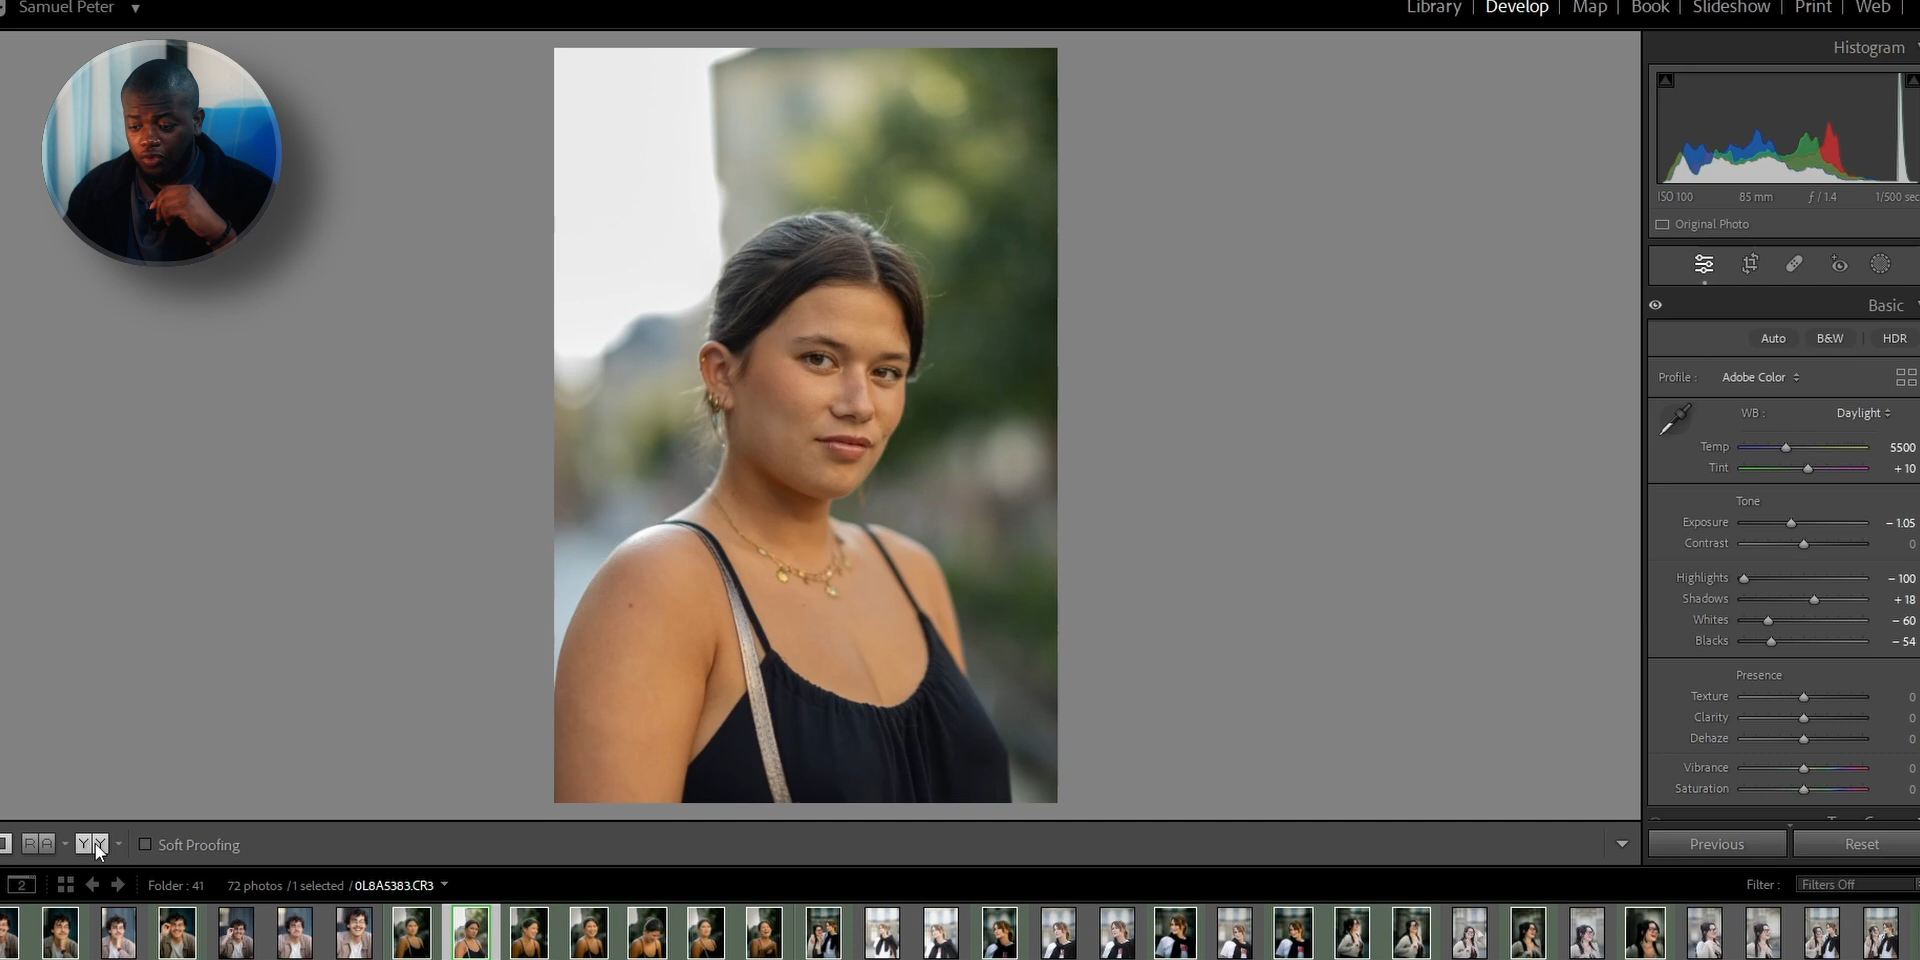 Samuel Peter
Library | Develop | Map | Book | Slideshow | Print | Web |
Histogram
ISO 100 85 mm ƒ / 1.4 1/500 sec
Original Photo
Basic
Auto B&W | HDR
Profile : Adobe Color
WB : Daylight
Temp 5500
Tint + 10
Tone
Exposure − 1.05
Contrast 0
Highlights − 100
Shadows + 18
Whites − 60
Blacks − 54
Presence
Texture 0
Clarity 0
Dehaze 0
Vibrance 0
Saturation 0
R A Y Y Soft Proofing
Previous Reset
2 Folder : 41 72 photos / 1 selected / 0L8A5383.CR3 Filter : Filters Off